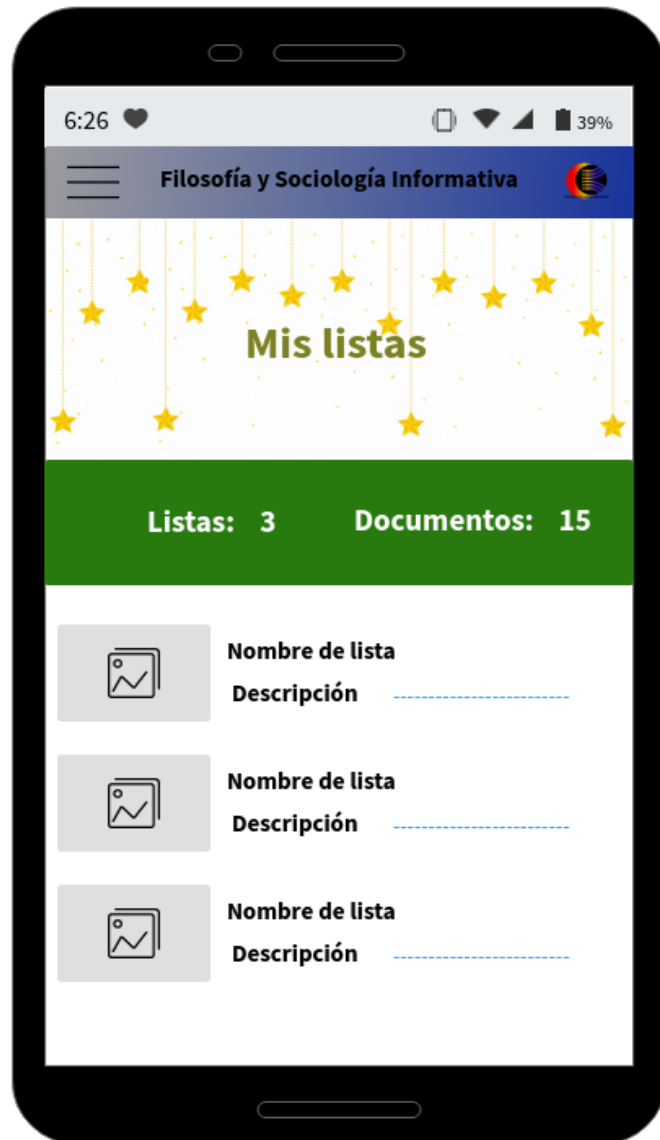 6:26 39%
Filosofía y Sociología Informativa
Mis listas
Listas: 3 Documentos: 15
Nombre de lista
Descripción ------------------------
Nombre de lista
Descripción ------------------------
Nombre de lista
Descripción ------------------------